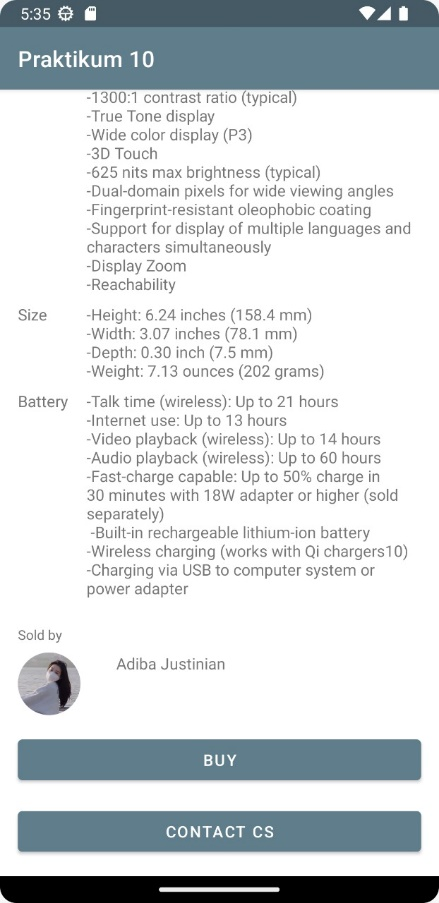 5:35
Praktikum 10
-1300:1 contrast ratio (typical)
-True Tone display
-Wide color display (P3)
-3D Touch
-625 nits max brightness (typical)
-Dual-domain pixels for wide viewing angles
-Fingerprint-resistant oleophobic coating
-Support for display of multiple languages and
characters simultaneously
-Display Zoom
-Reachability
Size
-Height: 6.24 inches (158.4 mm)
-Width: 3.07 inches (78.1 mm)
-Depth: 0.30 inch (7.5 mm)
-Weight: 7.13 ounces (202 grams)
Battery
-Talk time (wireless): Up to 21 hours
-Internet use: Up to 13 hours
-Video playback (wireless): Up to 14 hours
-Audio playback (wireless): Up to 60 hours
-Fast-charge capable: Up to 50% charge in
30 minutes with 18W adapter or higher (sold
separately)
-Built-in rechargeable lithium-ion battery
-Wireless charging (works with Qi chargers10)
-Charging via USB to computer system or
power adapter
Sold by
Adiba Justinian
BUY
CONTACT CS